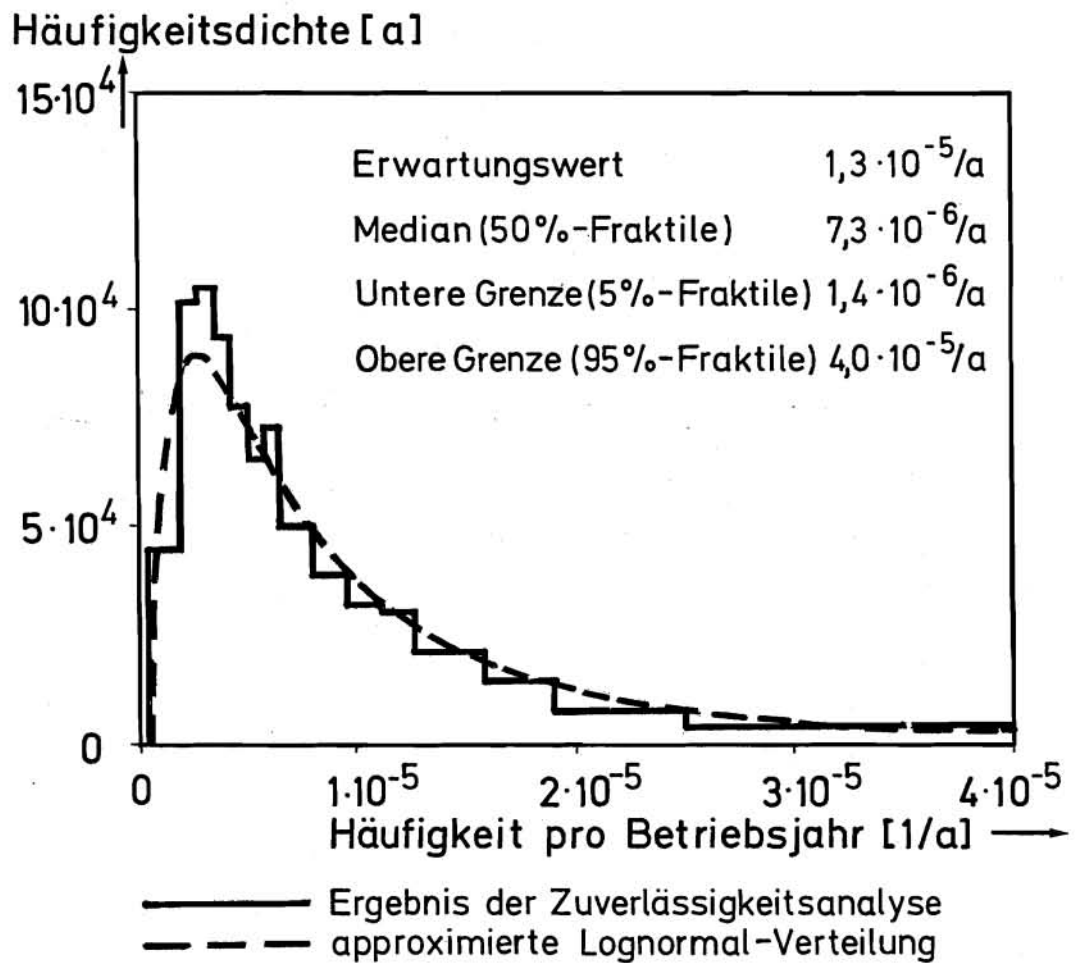 Häufigkeitsdichte [a]
15·10⁴
Erwartungswert 1,3·10⁻⁵/a
Median (50%-Fraktile) 7,3·10⁻⁶/a
10·10⁴
Untere Grenze (5%-Fraktile) 1,4·10⁻⁶/a
Obere Grenze (95%-Fraktile) 4,0·10⁻⁵/a
5·10⁴
0
0 1·10⁻⁵ 2·10⁻⁵ 3·10⁻⁵ 4·10⁻⁵
Häufigkeit pro Betriebsjahr [1/a]
Ergebnis der Zuverlässigkeitsanalyse
approximierte Lognormal-Verteilung